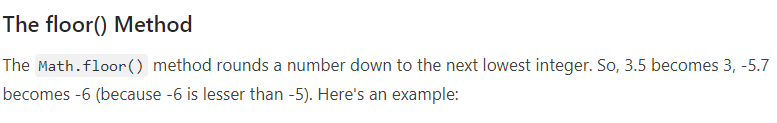 The floor() Method
The Math.floor() method rounds a number down to the next lowest integer. So, 3.5 becomes 3, -5.7
becomes -6 (because -6 is lesser than -5). Here's an example: